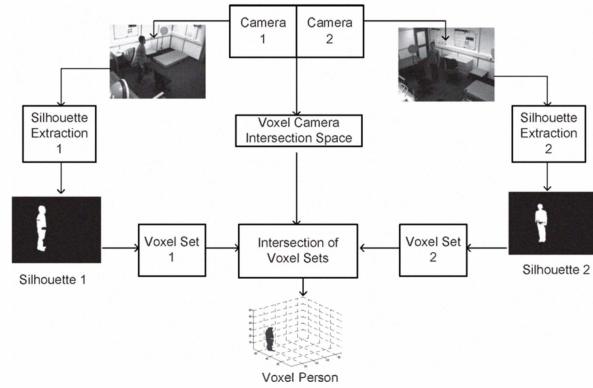 Camera
1
Camera
2
Silhouette
Extraction
1
Voxel Camera
Intersection Space
Silhouette
Extraction
2
Voxel Set
1
Intersection of
Voxel Sets
Voxel Set
2
Silhouette 1
Silhouette 2
Voxel Person